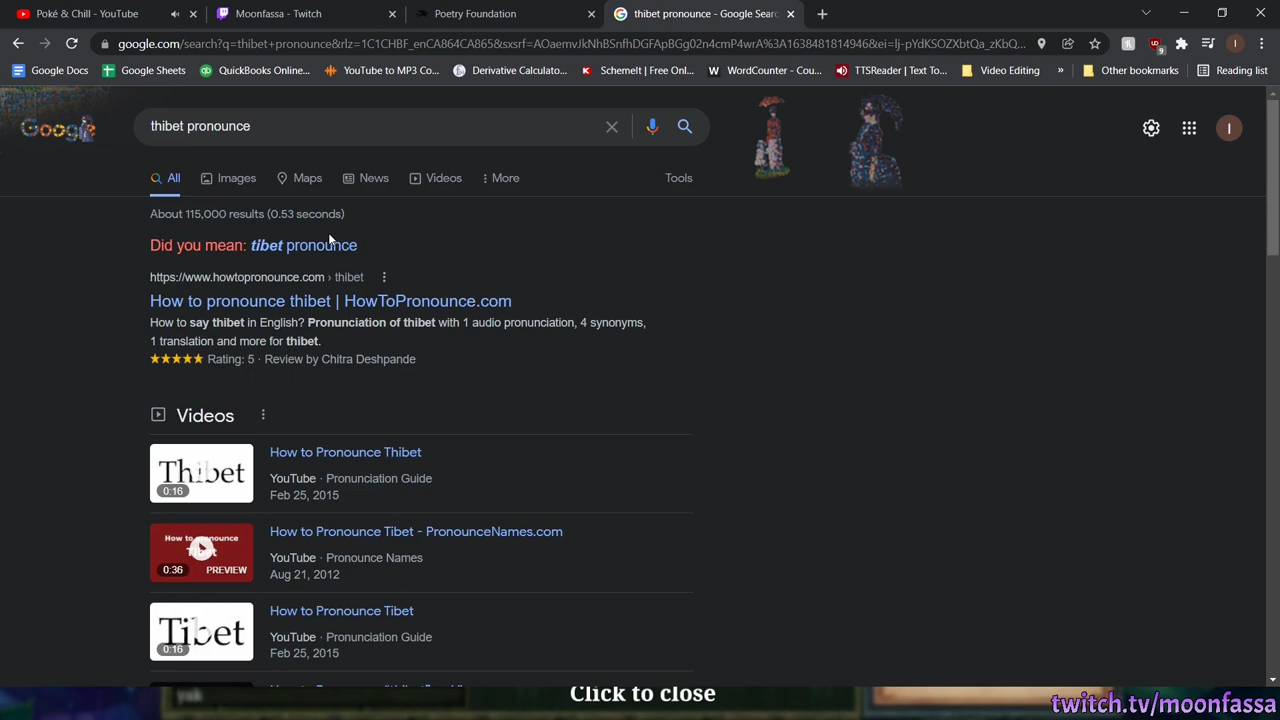 Poké & Chill - YouTube
Moonfassa - Twitch
Poetry Foundation
thibet pronounce - Google Sear
google.com/search?q=thibet+pronounce&rlz=1C1CHBF_enCA864CA865&sxsrf=AOaemvJkNhBSnfhDGFApBGg02n4cmP4wrA%3A1638481814946&ei=lj-pYdKSOZXbtQa_zKbQ...
Google Docs
Google Sheets
QuickBooks Online...
YouTube to MP3 Co...
Derivative Calculato...
Schemelt | Free Onl...
WordCounter - Cou...
TTSReader | Text To...
Video Editing
»
Other bookmarks
Reading list
Google
thibet pronounce
I
All
Images
Maps
News
Videos
More
Tools
About 115,000 results (0.53 seconds)
Did you mean: tibet pronounce
https://www.howtopronounce.com › thibet
How to pronounce thibet | HowToPronounce.com
How to say thibet in English? Pronunciation of thibet with 1 audio pronunciation, 4 synonyms,
1 translation and more for thibet.
Rating: 5 · Review by Chitra Deshpande
Videos
Thibet
0:16
How to Pronounce Thibet
YouTube · Pronunciation Guide
Feb 25, 2015
How to pronounce
0:36
PREVIEW
How to Pronounce Tibet - PronounceNames.com
YouTube · Pronounce Names
Aug 21, 2012
Tibet
0:16
How to Pronounce Tibet
YouTube · Pronunciation Guide
Feb 25, 2015
Click to close
twitch.tv/moonfassa